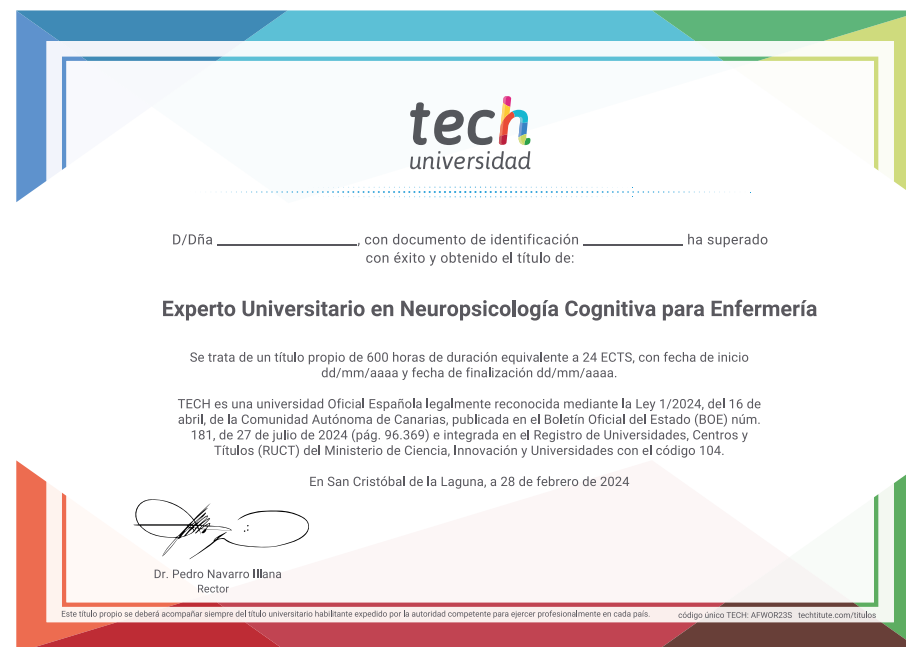 tech
universidad
D/Dña ____________________, con documento de identificación ______________ ha superado
con éxito y obtenido el título de:
Experto Universitario en Neuropsicología Cognitiva para Enfermería
Se trata de un título propio de 600 horas de duración equivalente a 24 ECTS, con fecha de inicio
dd/mm/aaaa y fecha de finalización dd/mm/aaaa.
TECH es una universidad Oficial Española legalmente reconocida mediante la Ley 1/2024, del 16 de
abril, de la Comunidad Autónoma de Canarias, publicada en el Boletín Oficial del Estado (BOE) núm.
181, de 27 de julio de 2024 (pág. 96.369) e integrada en el Registro de Universidades, Centros y
Títulos (RUCT) del Ministerio de Ciencia, Innovación y Universidades con el código 104.
En San Cristóbal de la Laguna, a 28 de febrero de 2024
Dr. Pedro Navarro Illana
Rector
Este título propio se deberá acompañar siempre del título universitario habilitante expedido por la autoridad competente para ejercer profesionalmente en cada país.
código único TECH: AFWOR23S techtitute.com/titulos